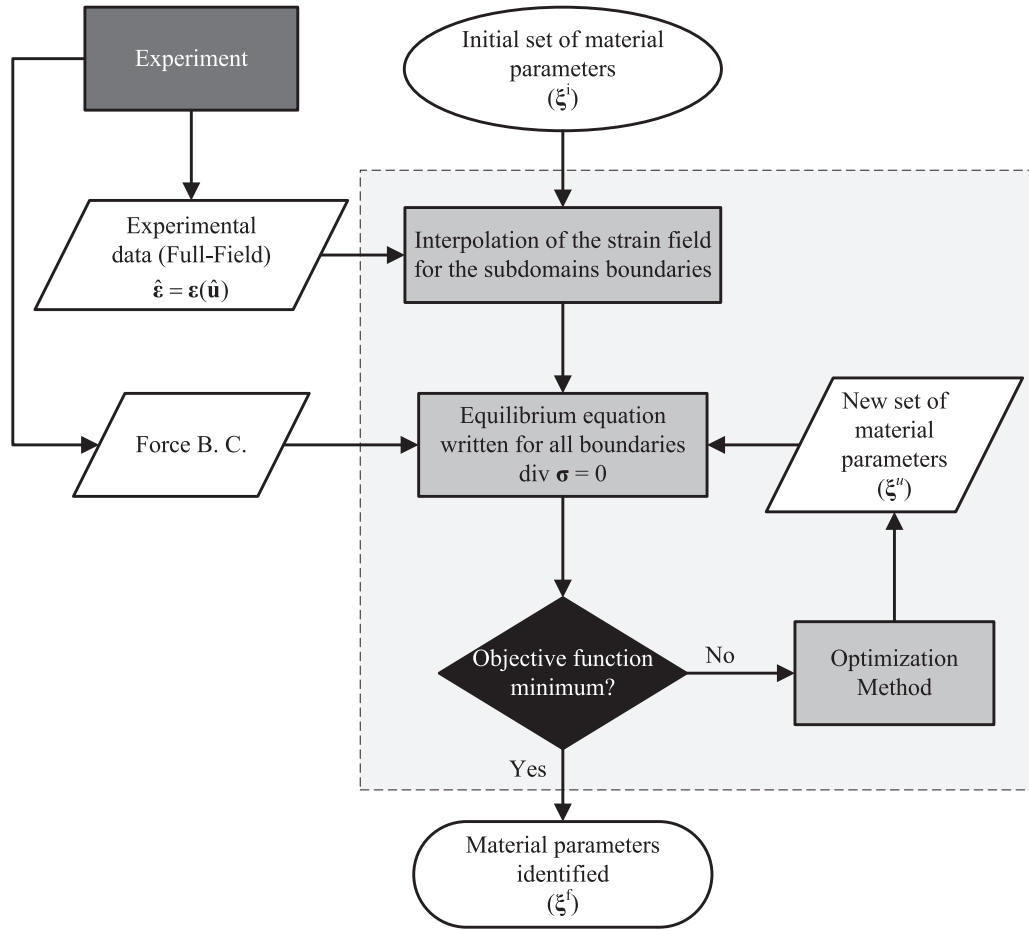 Experiment
Initial set of material
parameters
(ξⁱ)
Experimental
data (Full-Field)
ε̂ = ε(û)
Interpolation of the strain field
for the subdomains boundaries
Force B. C.
Equilibrium equation
written for all boundaries
div σ = 0
New set of
material
parameters
(ξᵘ)
Objective function
minimum?
No
Optimization
Method
Yes
Material parameters
identified
(ξᶠ)